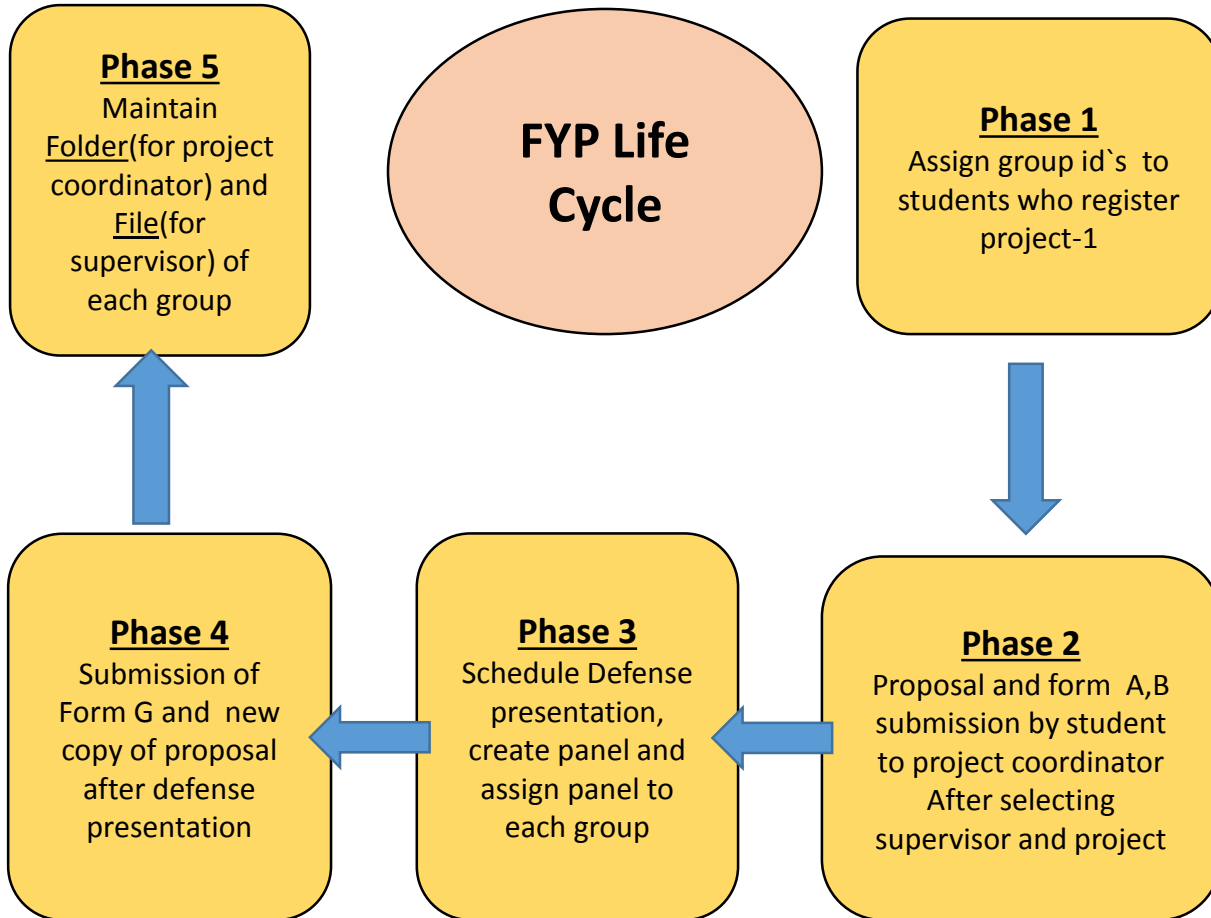 FYP Life
Cycle
Phase 1
Assign group id`s to
students who register
project-1
Phase 2
Proposal and form A,B
submission by student
to project coordinator
After selecting
supervisor and project
Phase 3
Schedule Defense
presentation,
create panel and
assign panel to
each group
Phase 4
Submission of
Form G and new
copy of proposal
after defense
presentation
Phase 5
Maintain
Folder(for project
coordinator) and
File(for
supervisor) of
each group